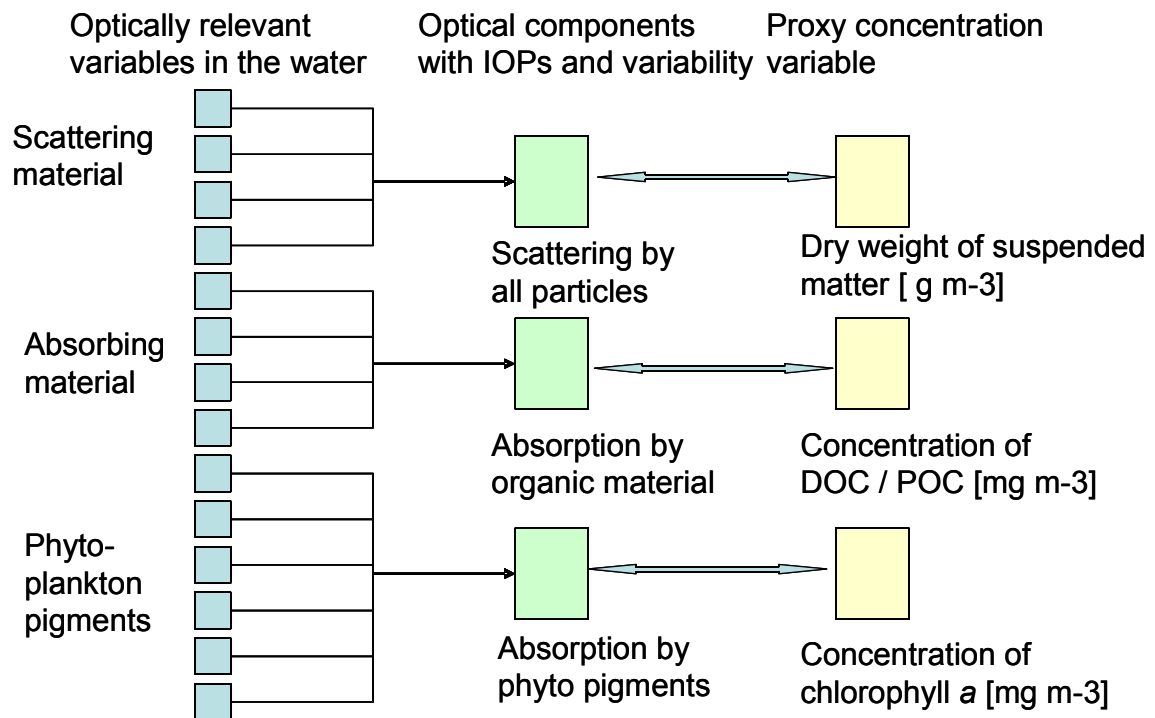 Optically relevant
variables in the water
Optical components
with IOPs and variability
Proxy concentration
variable
Scattering
material
Scattering by
all particles
Dry weight of suspended
matter [ g m-3]
Absorbing
material
Absorption by
organic material
Concentration of
DOC / POC [mg m-3]
Phyto-
plankton
pigments
Absorption by
phyto pigments
Concentration of
chlorophyll a [mg m-3]